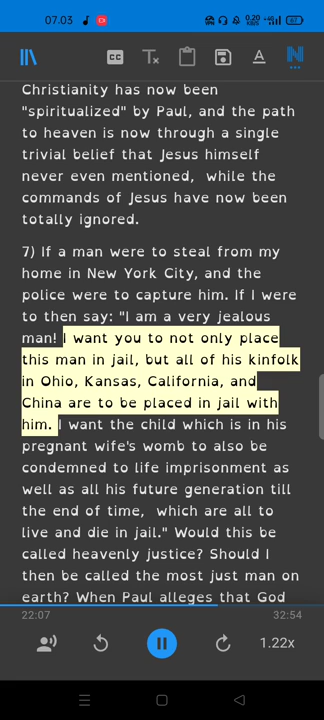 07.03
0.20
KB/S
67
CC
Christianity has now been
"spiritualized" by Paul, and the path
to heaven is now through a single
trivial belief that Jesus himself
never even mentioned, while the
commands of Jesus have now been
totally ignored.
7) If a man were to steal from my
home in New York City, and the
police were to capture him. If I were
to then say: "I am a very jealous
man! I want you to not only place
this man in jail, but all of his kinfolk
in Ohio, Kansas, California, and
China are to be placed in jail with
him. I want the child which is in his
pregnant wife's womb to also be
condemned to life imprisonment as
well as all his future generation till
the end of time, which are all to
live and die in jail." Would this be
called heavenly justice? Should I
then be called the most just man on
earth? When Paul alleges that God
22:07
32:54
1.22x